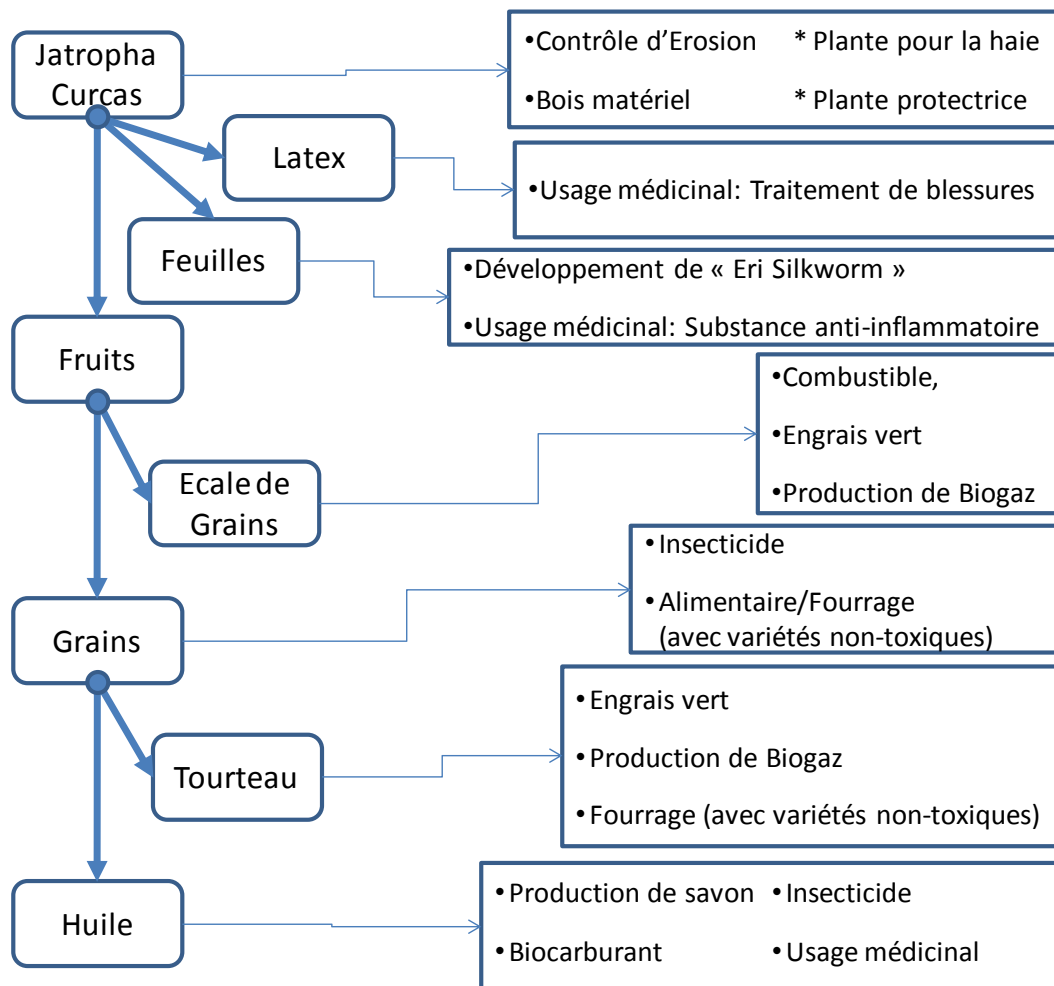 Jatropha
Curcas
•Contrôle d’Erosion * Plante pour la haie
•Bois matériel * Plante protectrice
Latex
•Usage médicinal: Traitement de blessures
Feuilles
•Développement de « Eri Silkworm »
•Usage médicinal: Substance anti-inflammatoire
Fruits
•Combustible,
•Engrais vert
•Production de Biogaz
Ecale de
Grains
•Insecticide
•Alimentaire/Fourrage
(avec variétés non-toxiques)
Grains
•Engrais vert
•Production de Biogaz
•Fourrage (avec variétés non-toxiques)
Tourteau
•Production de savon •Insecticide
•Biocarburant •Usage médicinal
Huile